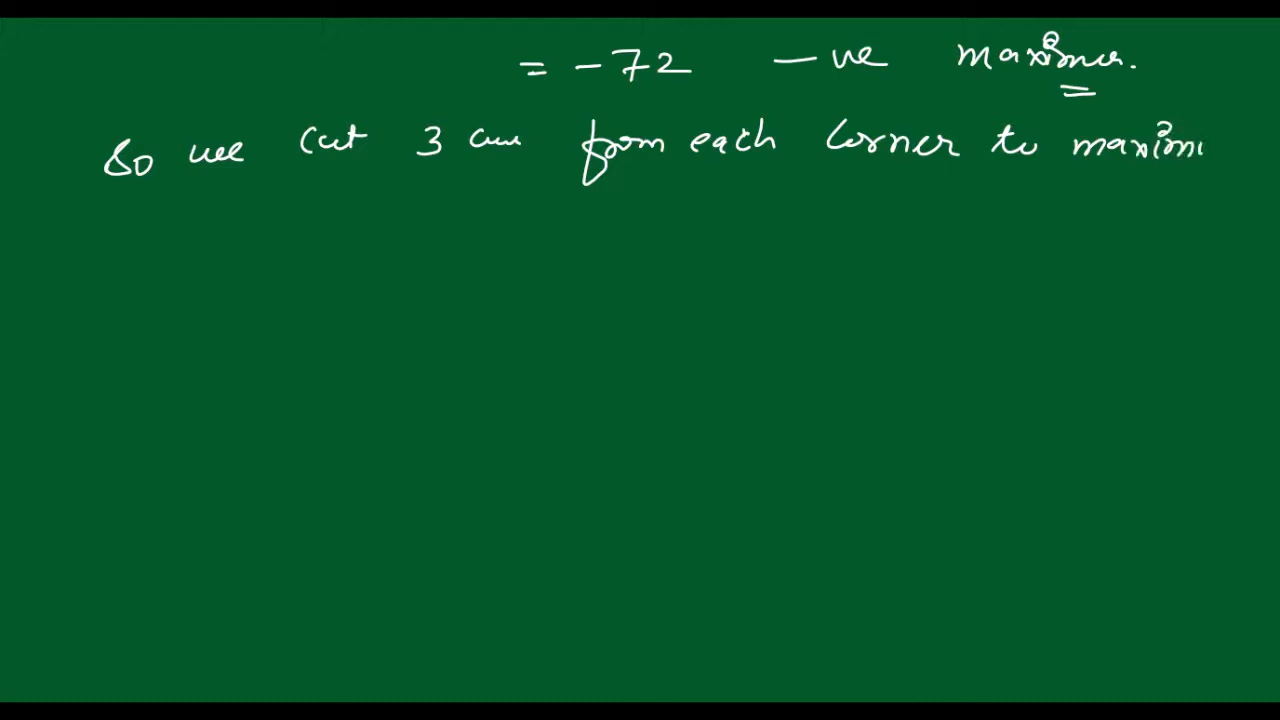 = -72 -ve maxima.
So we cut 3 cm from each corner to maximi